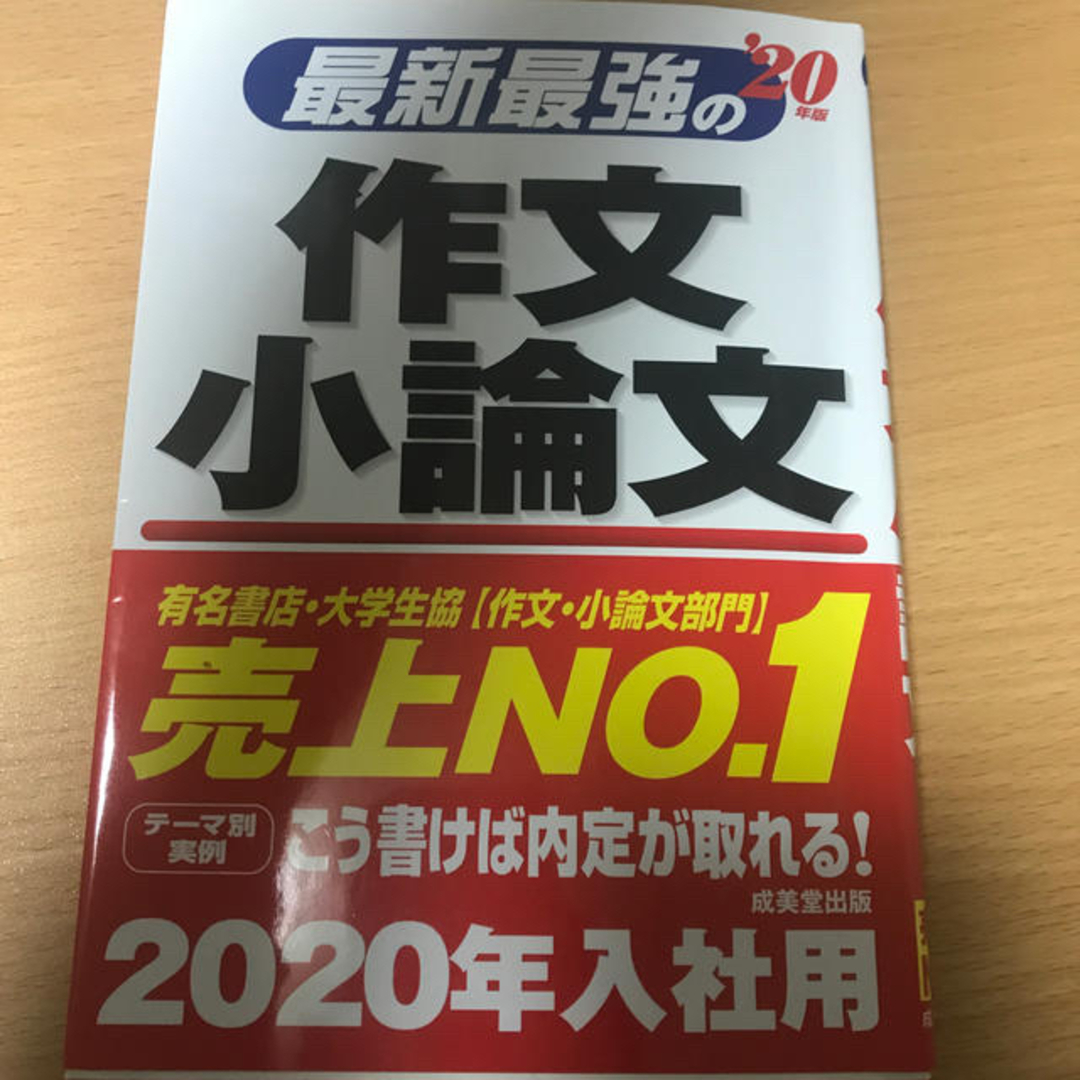 最新最強の
'20
年版
作文
小論文
有名書店・大学生協【作文・小論文部門】
売上NO.1
テーマ別
実例
こう書けば内定が取れる!
成美堂出版
2020年入社用